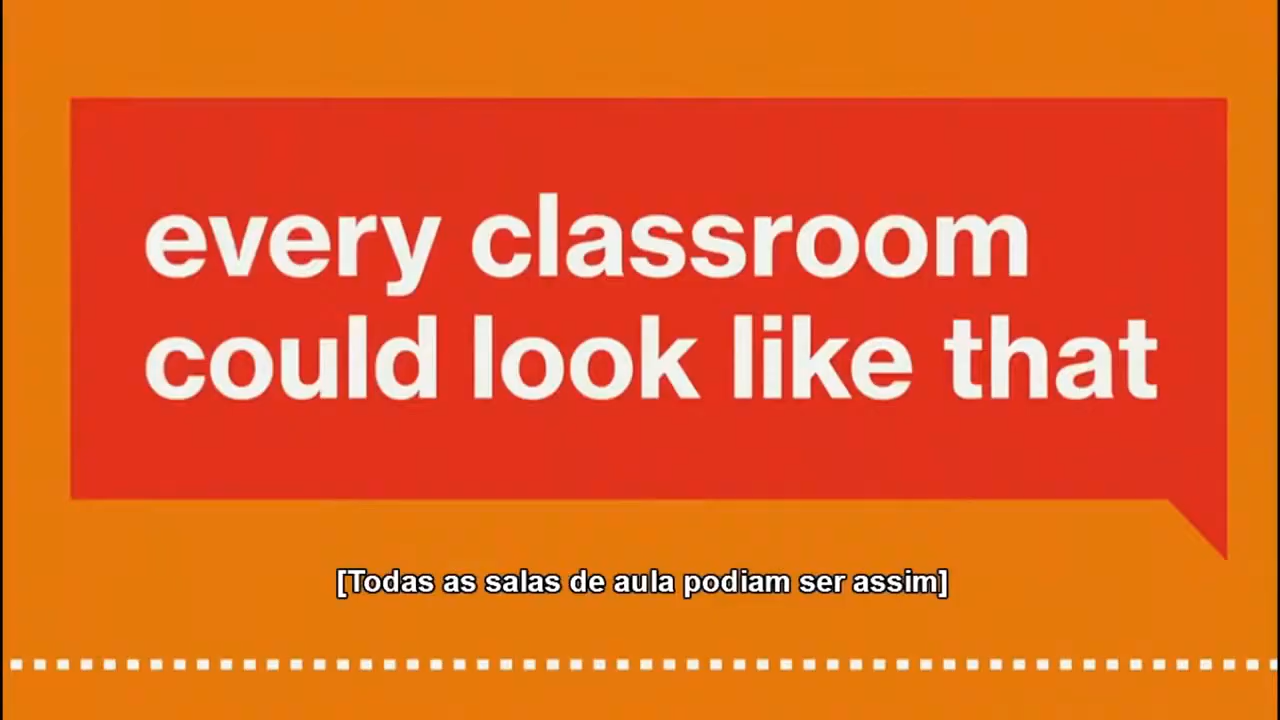 every classroom
could look like that
[Todas as salas de aula podiam ser assim]